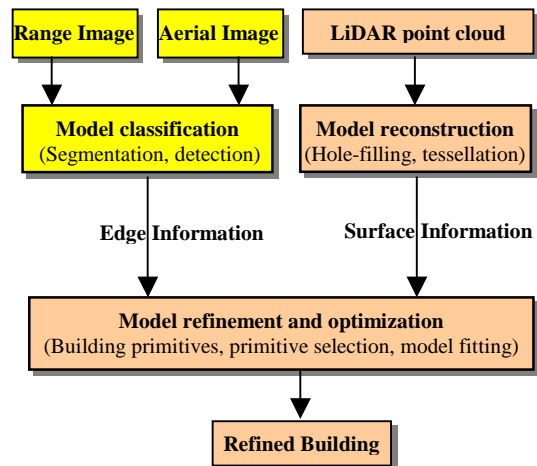 Range Image
Aerial Image
LiDAR point cloud
Model classification
(Segmentation, detection)
Model reconstruction
(Hole-filling, tessellation)
Edge Information
Surface Information
Model refinement and optimization
(Building primitives, primitive selection, model fitting)
Refined Building